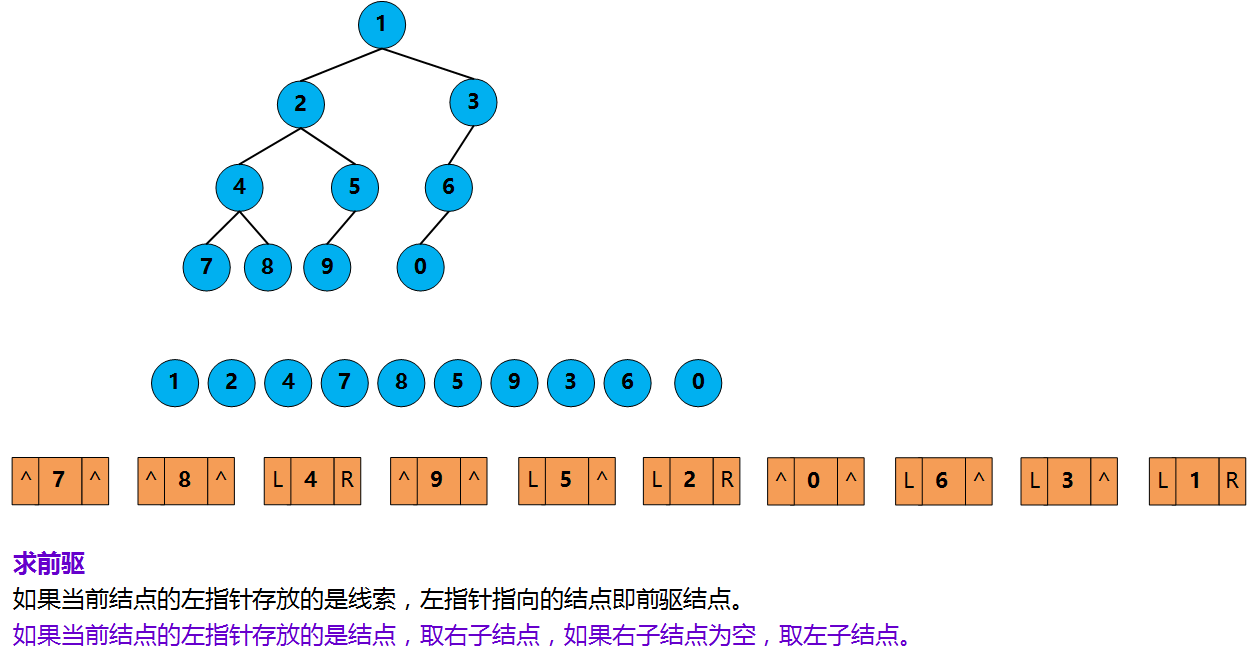 1
2 3
4 5 6
7 8 9 0
1 2 4 7 8 5 9 3 6 0
^ 7 ^ ^ 8 ^ L 4 R ^ 9 ^ L 5 ^ L 2 R ^ 0 ^ L 6 ^ L 3 ^ L 1 R
求前驱
如果当前结点的左指针存放的是线索，左指针指向的结点即前驱结点。
如果当前结点的左指针存放的是结点，取右子结点，如果右子结点为空，取左子结点。